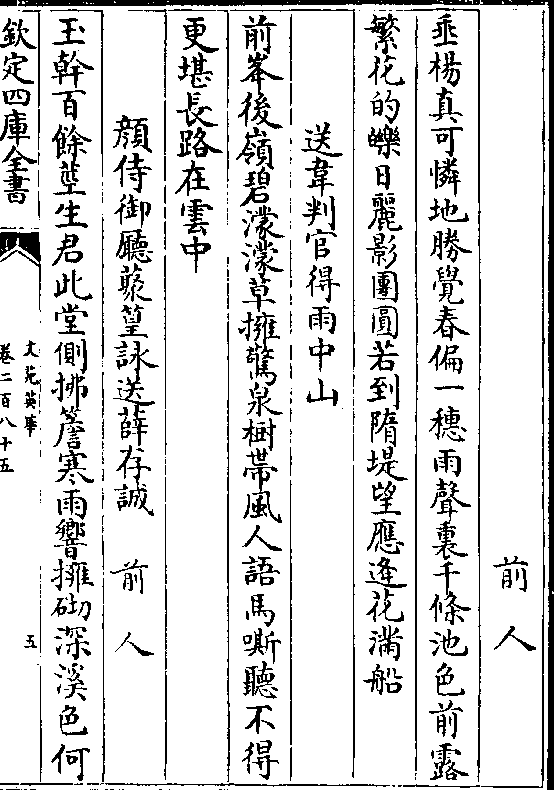 前人
垂楊真可憐地勝覺春偏一穗雨聲裏千條池色前露
繁花的皪日麗影團圓若到隋堤望應逢花滿船
送韋判官得雨中山
前峯後嶺碧濛濛草擁驚泉樹帶風人語馬嘶聽不得
更堪長路在雲中
顔侍御廳叢篁詠送薛存誠　前人
玉幹百餘莖生君此堂側拂簷寒雨響擁砌深溪色何
欽定四庫全書
文苑英華
卷二百八十五
五